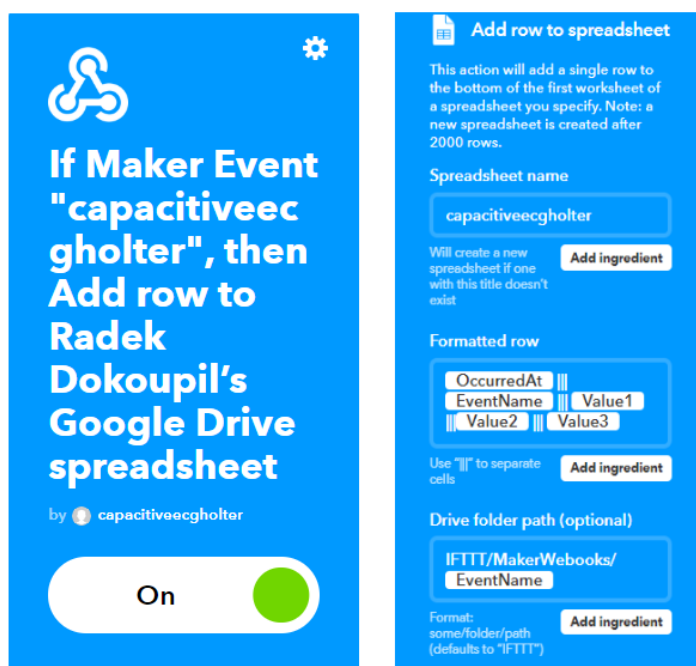 If Maker Event
"capacitiveec
gholter", then
Add row to
Radek
Dokoupil’s
Google Drive
spreadsheet
by capacitiveecgholter
On
Add row to spreadsheet
This action will add a single row to
the bottom of the first worksheet of
a spreadsheet you specify. Note: a
new spreadsheet is created after
2000 rows.
Spreadsheet name
capacitiveecgholter
Will create a new
spreadsheet if one
with this title doesn’t
exist
Add ingredient
Formatted row
OccurredAt |||
EventName ||| Value1
||| Value2 ||| Value3
Use "|||" to separate
cells
Add ingredient
Drive folder path (optional)
IFTTT/MakerWebooks/
EventName
Format:
some/folder/path
(defaults to "IFTTT")
Add ingredient